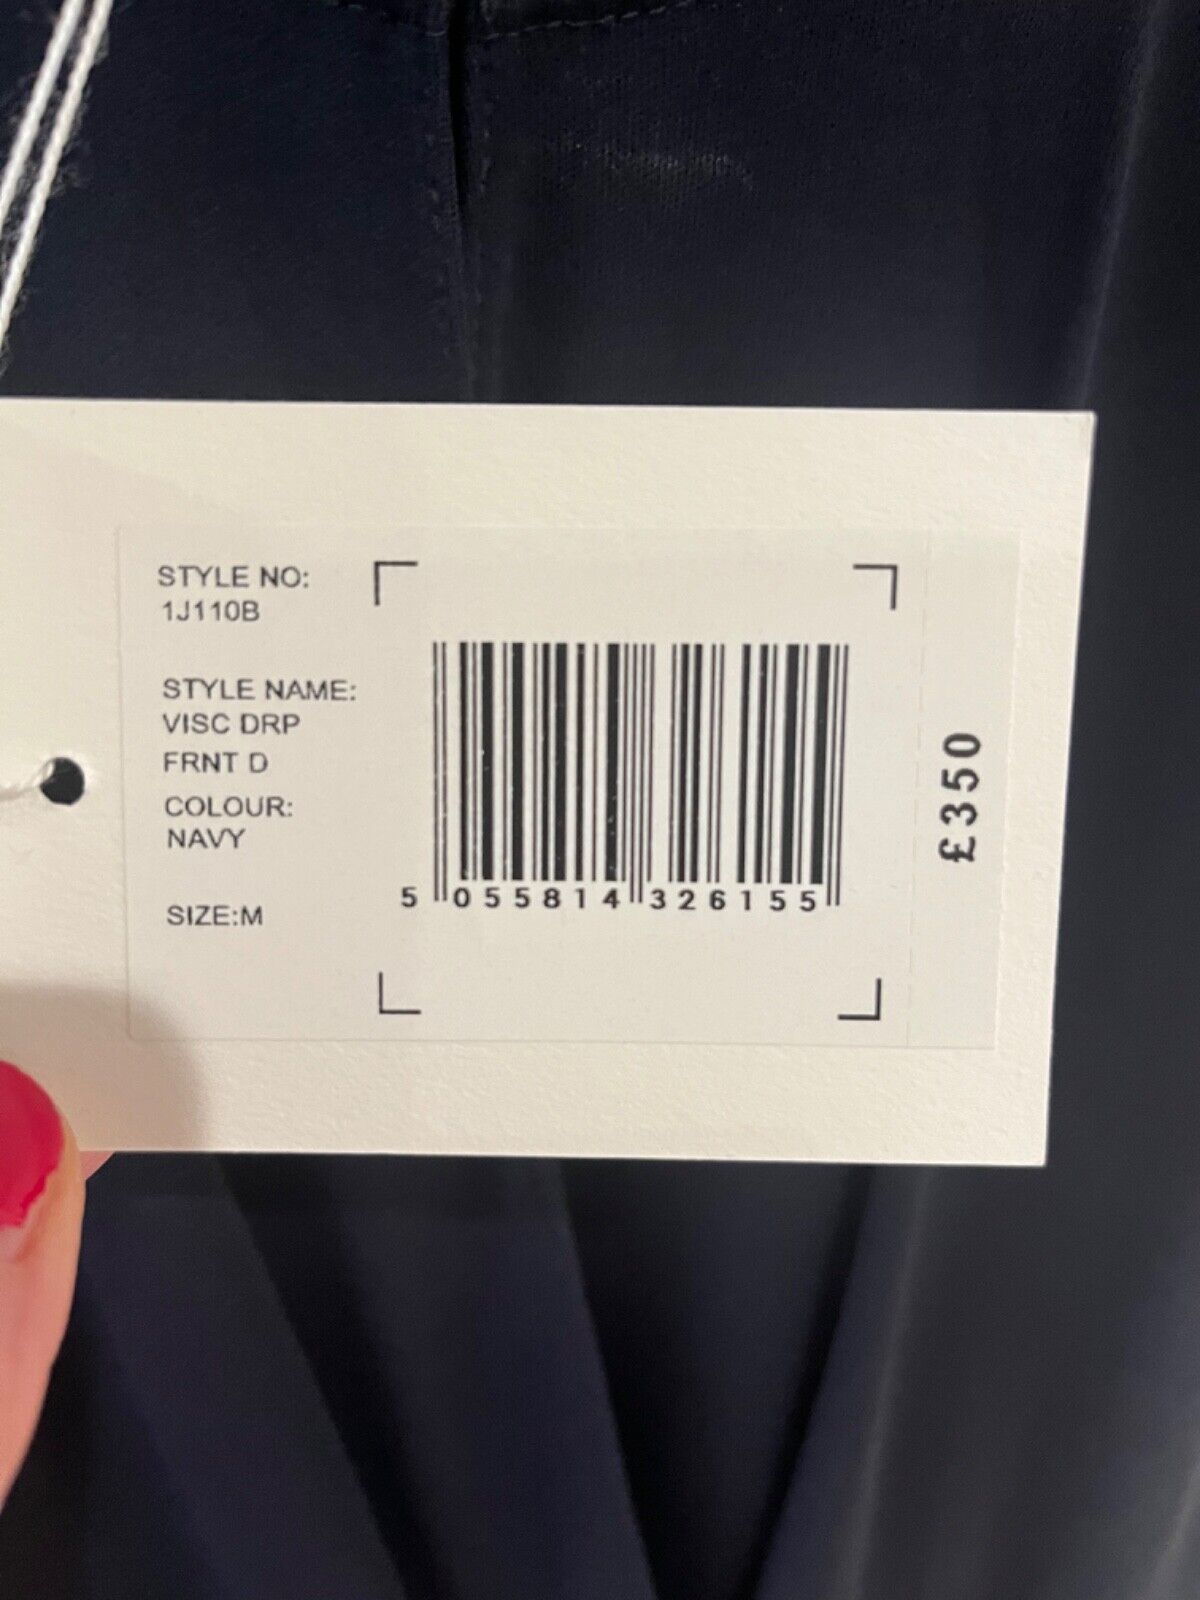 STYLE NO:
1J110B
STYLE NAME:
VISC DRP
FRNT D
COLOUR:
NAVY
SIZE:M
5 055814 326155
£350